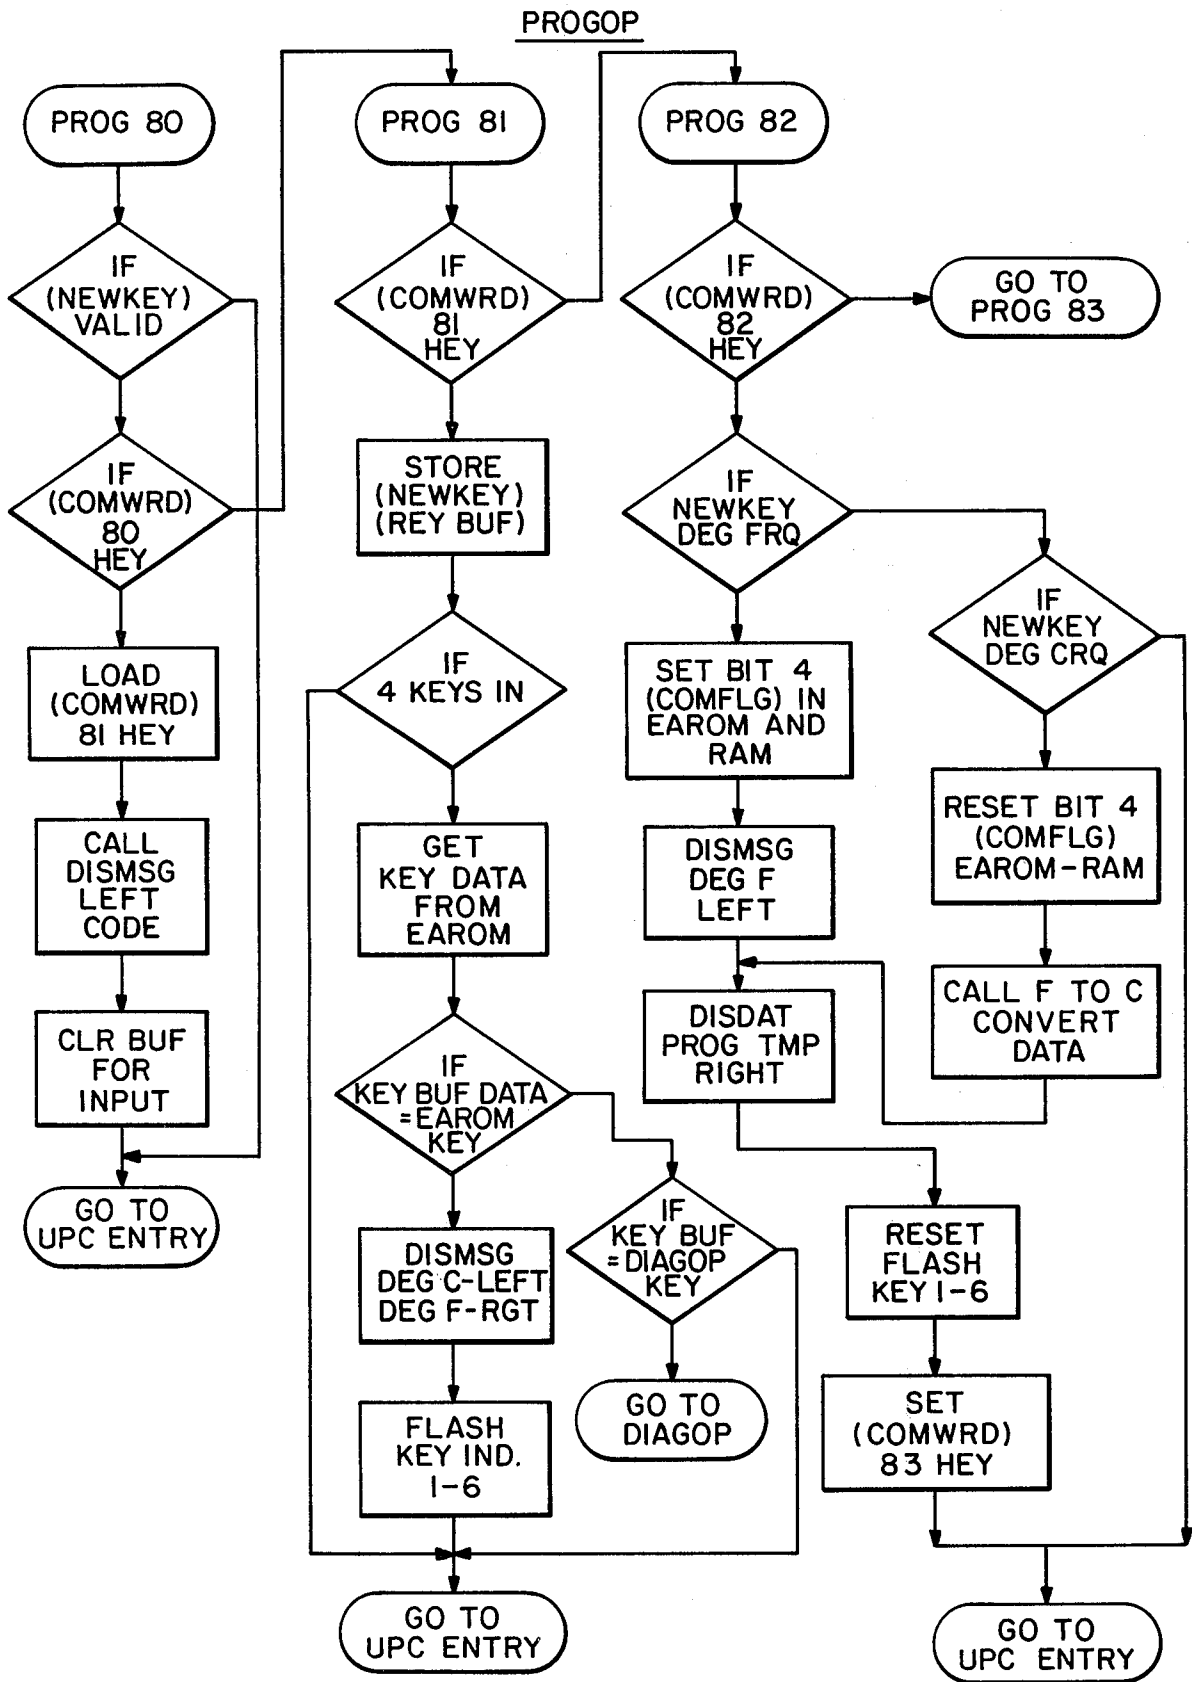 PROGOP
PROG 80
IF
(NEWKEY)
VALID
IF
(COMWRD)
80
HEY
LOAD
(COMWRD)
81 HEY
CALL
DISMSG
LEFT
CODE
CLR BUF
FOR
INPUT
GO TO
UPC ENTRY
PROG 81
IF
(COMWRD)
81
HEY
STORE
(NEWKEY)
(REY BUF)
IF
4 KEYS IN
GET
KEY DATA
FROM
EAROM
IF
KEY BUF DATA
=EAROM
KEY
DISMSG
DEG C-LEFT
DEG F-RGT
FLASH
KEY IND.
1-6
GO TO
UPC ENTRY
IF
KEY BUF
=DIAGOP
KEY
GO TO
DIAGOP
PROG 82
IF
(COMWRD)
82
HEY
GO TO
PROG 83
IF
NEWKEY
DEG FRQ
SET BIT 4
(COMFLG) IN
EAROM AND
RAM
DISMSG
DEG F
LEFT
DISDAT
PROG TMP
RIGHT
IF
NEWKEY
DEG CRQ
RESET BIT 4
(COMFLG)
EAROM-RAM
CALL F TO C
CONVERT
DATA
RESET
FLASH
KEY 1-6
SET
(COMWRD)
83 HEY
GO TO
UPC ENTRY